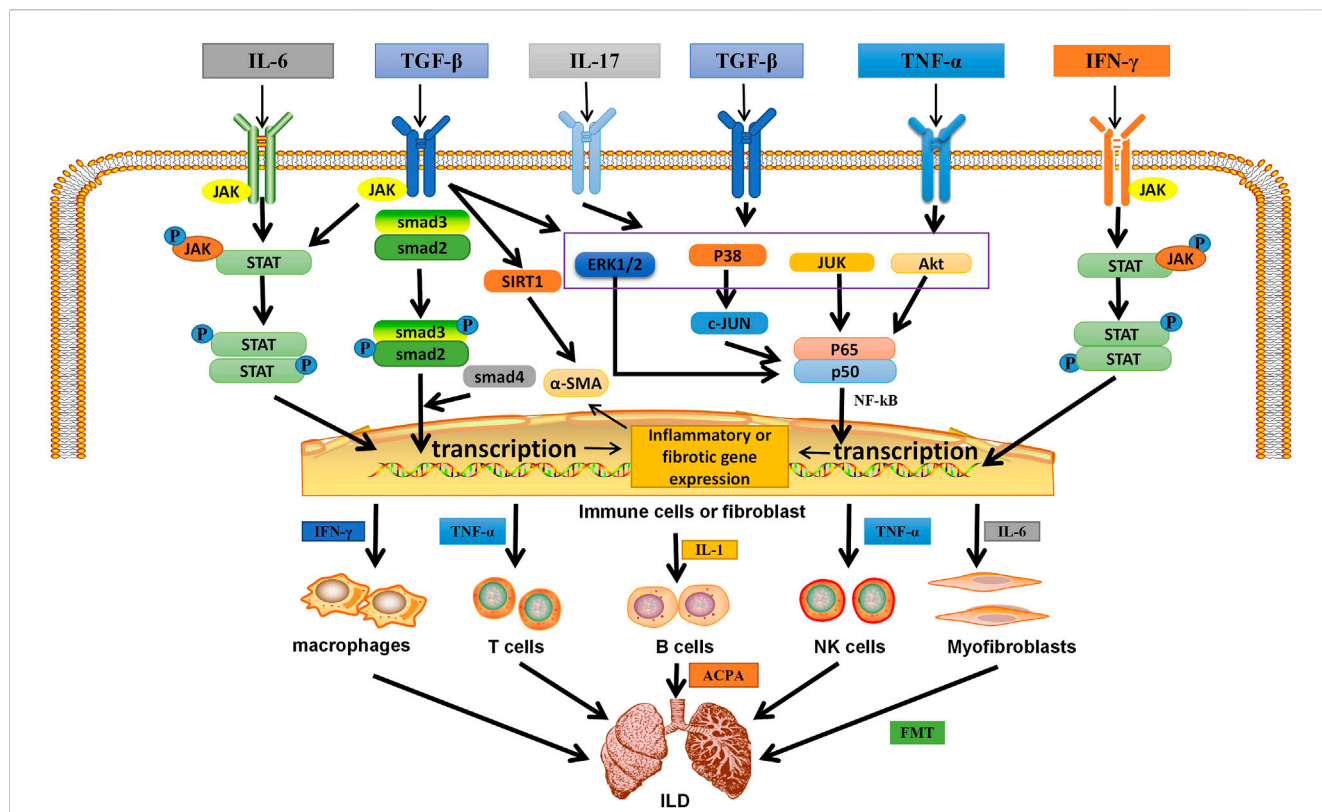 IL-6
TGF-β
IL-17
TGF-β
TNF-α
IFN-γ
JAK
JAK
JAK
smad3
smad2
P
JAK
STAT
SIRT1
ERK1/2
P38
JUK
Akt
STAT
P
JAK
P
STAT
STAT
P
smad3
P
P
smad2
smad4
α-SMA
c-JUN
P65
p50
NF-kB
STAT
P
P
STAT
transcription
Inflammatory or
fibrotic gene
expression
transcription
Immune cells or fibroblast
IFN-γ
TNF-α
IL-1
TNF-α
IL-6
macrophages
T cells
B cells
NK cells
Myofibroblasts
ACPA
FMT
ILD